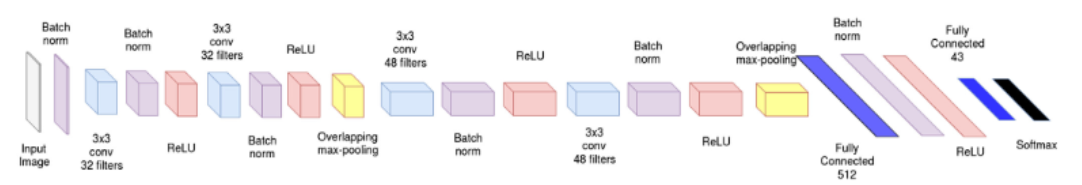 Input
Image
Batch
norm
3x3
conv
32 filters
Batch
norm
ReLU
3x3
conv
32 filters
Batch
norm
ReLU
Overlapping
max-pooling
3x3
conv
48 filters
Batch
norm
ReLU
3x3
conv
48 filters
Batch
norm
ReLU
Overlapping
max-pooling
Fully
Connected
512
Batch
norm
ReLU
Fully
Connected
43
Softmax